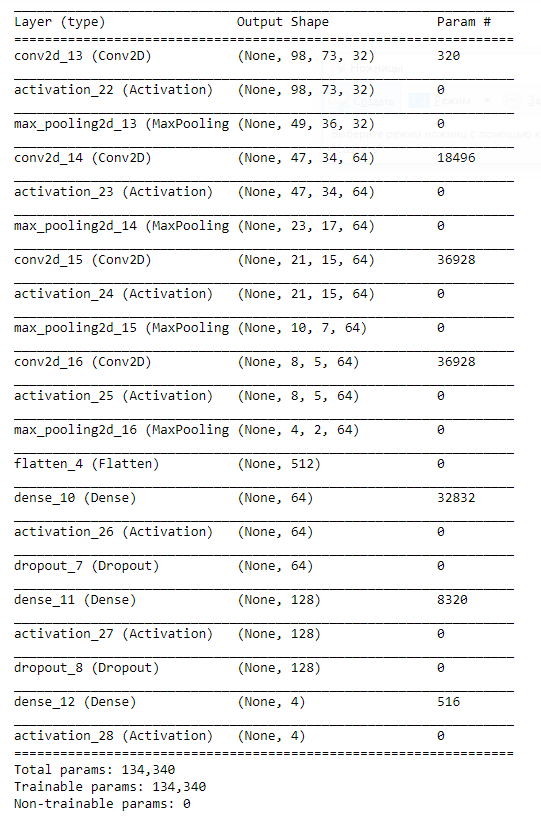 Layer (type) Output Shape Param #
conv2d_13 (Conv2D) (None, 98, 73, 32) 320
activation_22 (Activation) (None, 98, 73, 32) 0
max_pooling2d_13 (MaxPooling (None, 49, 36, 32) 0
conv2d_14 (Conv2D) (None, 47, 34, 64) 18496
activation_23 (Activation) (None, 47, 34, 64) 0
max_pooling2d_14 (MaxPooling (None, 23, 17, 64) 0
conv2d_15 (Conv2D) (None, 21, 15, 64) 36928
activation_24 (Activation) (None, 21, 15, 64) 0
max_pooling2d_15 (MaxPooling (None, 10, 7, 64) 0
conv2d_16 (Conv2D) (None, 8, 5, 64) 36928
activation_25 (Activation) (None, 8, 5, 64) 0
max_pooling2d_16 (MaxPooling (None, 4, 2, 64) 0
flatten_4 (Flatten) (None, 512) 0
dense_10 (Dense) (None, 64) 32832
activation_26 (Activation) (None, 64) 0
dropout_7 (Dropout) (None, 64) 0
dense_11 (Dense) (None, 128) 8320
activation_27 (Activation) (None, 128) 0
dropout_8 (Dropout) (None, 128) 0
dense_12 (Dense) (None, 4) 516
activation_28 (Activation) (None, 4) 0
Total params: 134,340
Trainable params: 134,340
Non-trainable params: 0